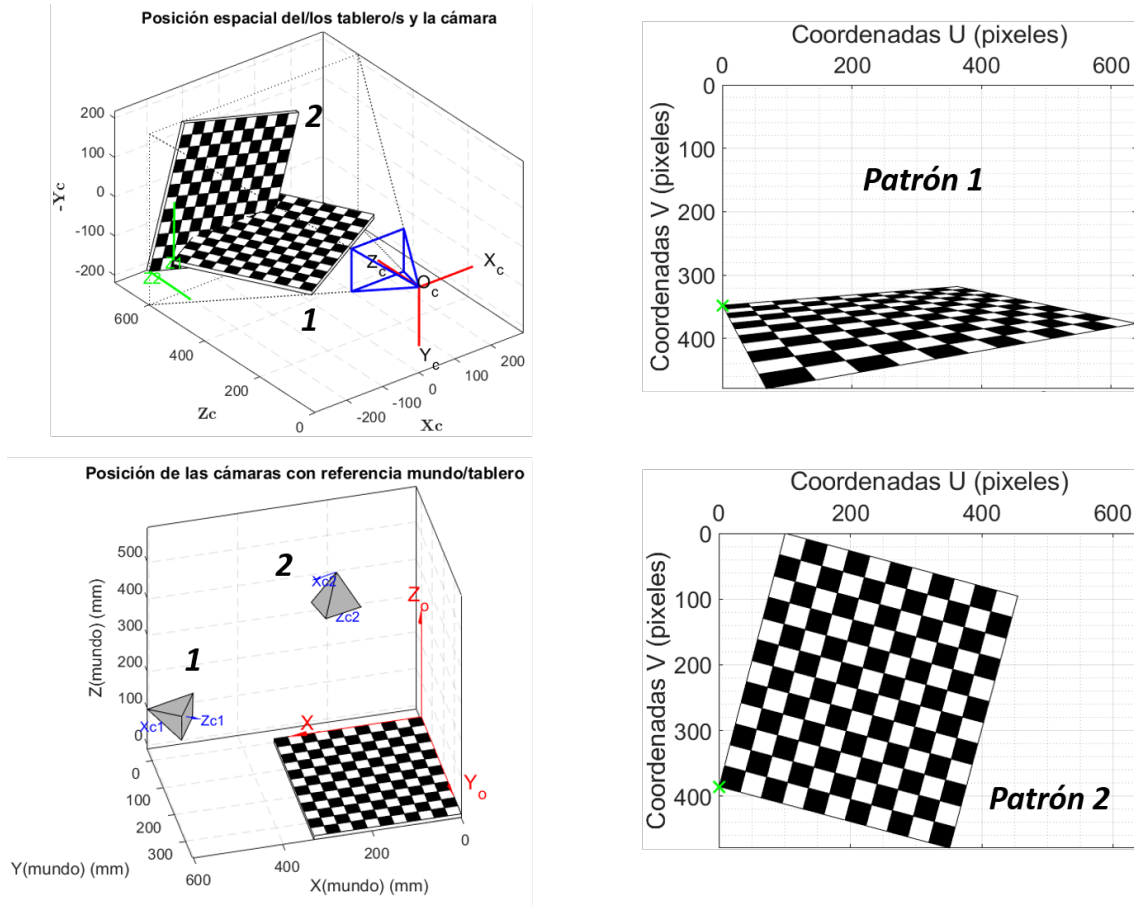 Posición espacial del/los tablero/s y la cámara
200
100
0
-100
-200
-Yc
600
400
200
0
Zc
-200
-100
0
100
200
Xc
2
1
Z2
Zc
Oc
Xc
Yc
Coordenadas U (pixeles)
0 200 400 600
0
100
200
300
400
Coordenadas V (pixeles)
Patrón 1
Posición de las cámaras con referencia mundo/tablero
500
400
300
200
100
0
Z(mundo) (mm)
0
100
200
300
Y(mundo) (mm)
600
400
200
0
X(mundo) (mm)
2
Xc2
Zc2
1
Xc1
Zc1
Zo
X
Yo
Coordenadas U (pixeles)
0 200 400 600
0
100
200
300
400
Coordenadas V (pixeles)
Patrón 2